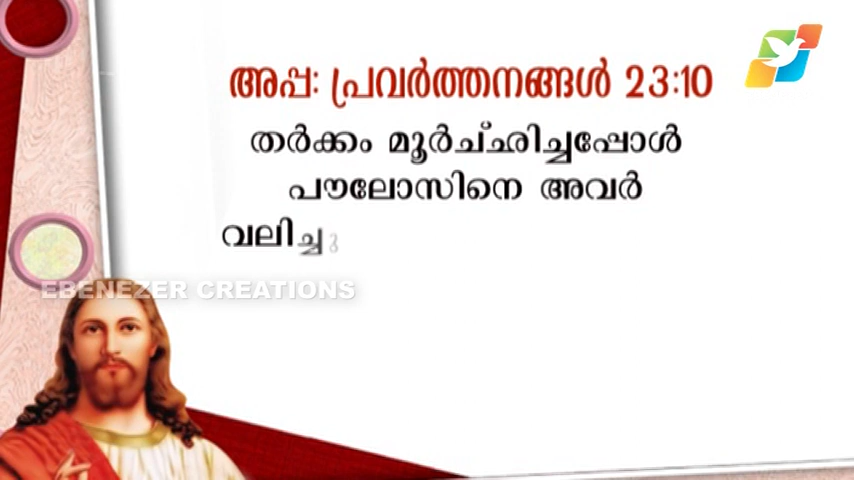 അപ്പ: പ്രവർത്തനങ്ങൾ 23:10
തർക്കം മൂർച്ഛിച്ചപ്പോൾ
പൗലോസിനെ അവർ
വലിച്ചു
EBENEZER CREATIONS